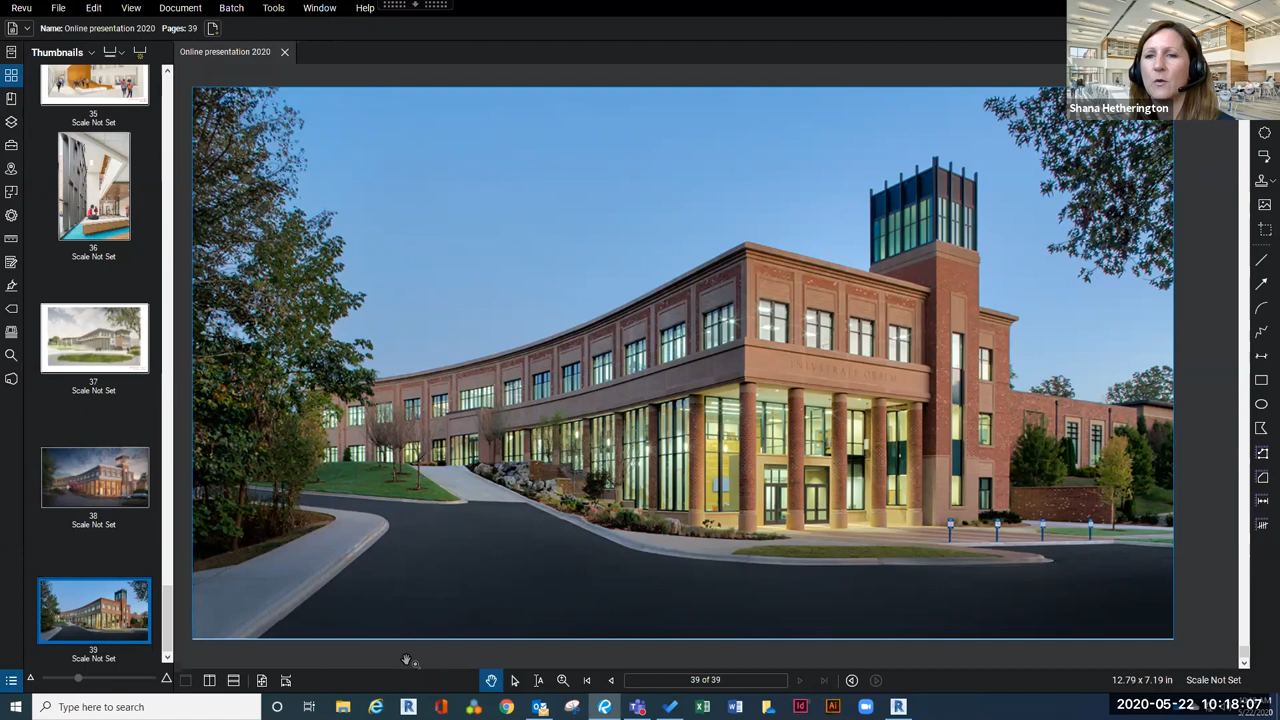 Revu File Edit View Document Batch Tools Window Help
Name: Online presentation 2020 Pages: 39
Thumbnails
Online presentation 2020
Shana Hetherington
35
Scale Not Set
36
Scale Not Set
37
Scale Not Set
38
Scale Not Set
39
Scale Not Set
39 of 39
12.79 x 7.19 in
Scale Not Set
Type here to search
2020-05-22 10:18:07